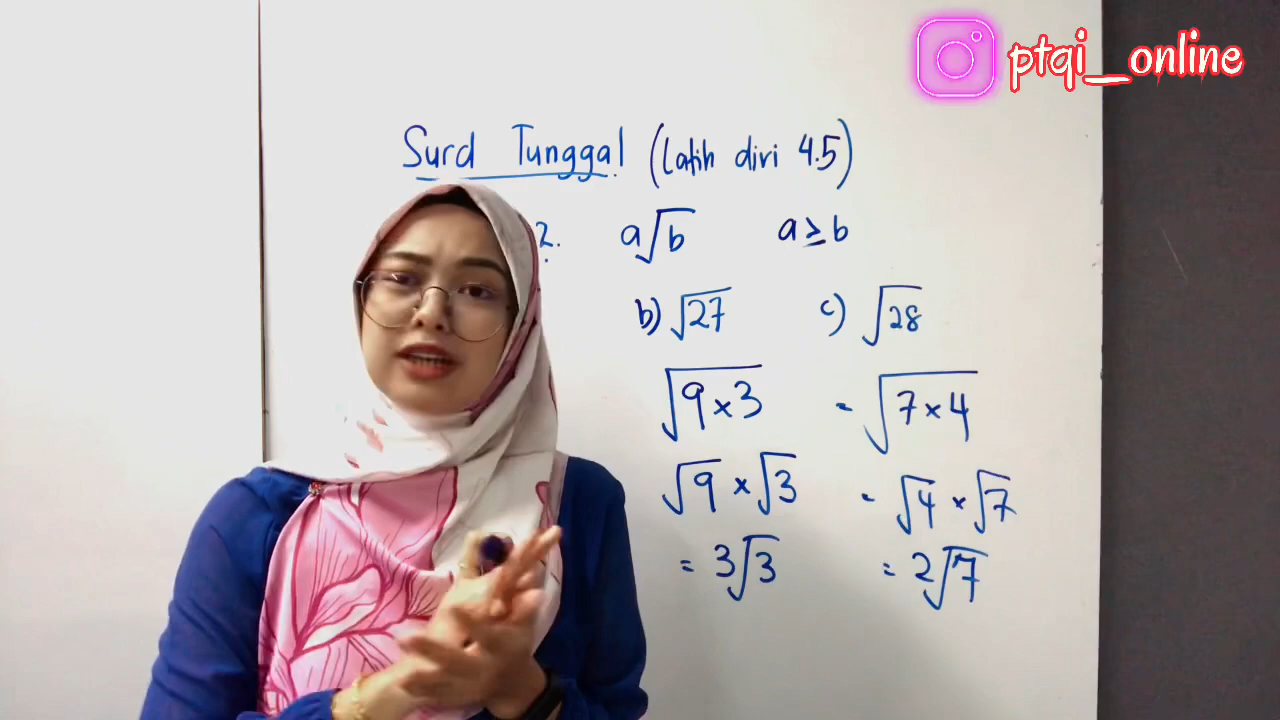 ptqi_online
Surd Tunggal (Latih diri 4.5)
2. a√b a≥b
b) √27 c) √28
√9×3 = √7×4
√9 × √3 = √4 × √7
= 3√3 = 2√7